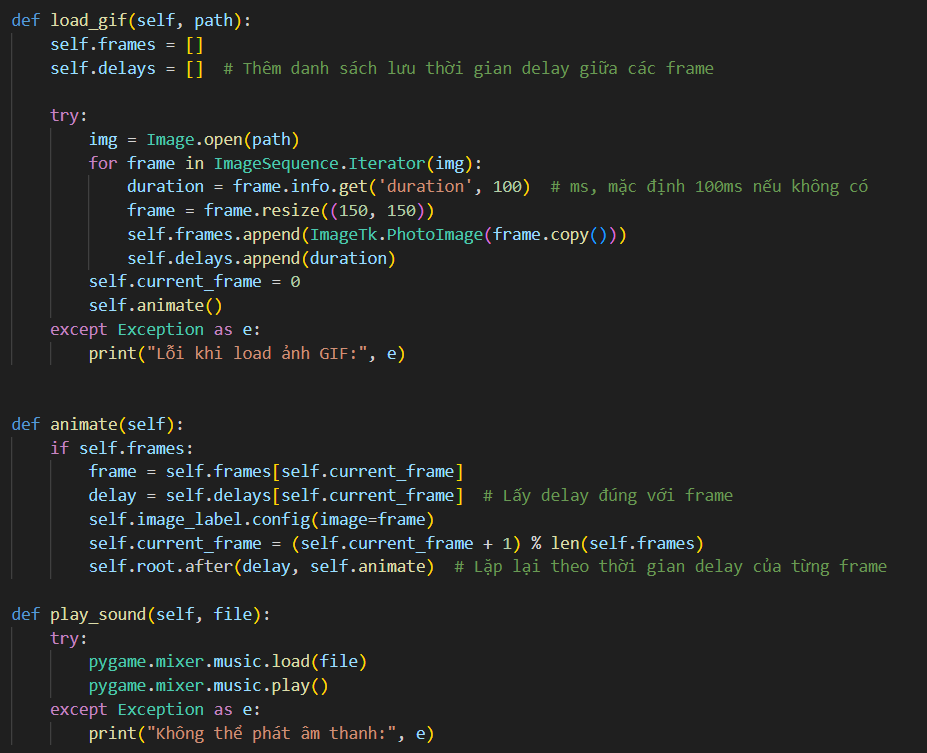 def load_gif(self, path):
    self.frames = []
    self.delays = []  # Thêm danh sách lưu thời gian delay giữa các frame

    try:
        img = Image.open(path)
        for frame in ImageSequence.Iterator(img):
            duration = frame.info.get('duration', 100)  # ms, mặc định 100ms nếu không có
            frame = frame.resize((150, 150))
            self.frames.append(ImageTk.PhotoImage(frame.copy()))
            self.delays.append(duration)
        self.current_frame = 0
        self.animate()
    except Exception as e:
        print("Lỗi khi load ảnh GIF:", e)


def animate(self):
    if self.frames:
        frame = self.frames[self.current_frame]
        delay = self.delays[self.current_frame]  # Lấy delay đúng với frame
        self.image_label.config(image=frame)
        self.current_frame = (self.current_frame + 1) % len(self.frames)
        self.root.after(delay, self.animate)  # Lặp lại theo thời gian delay của từng frame

def play_sound(self, file):
    try:
        pygame.mixer.music.load(file)
        pygame.mixer.music.play()
    except Exception as e:
        print("Không thể phát âm thanh:", e)